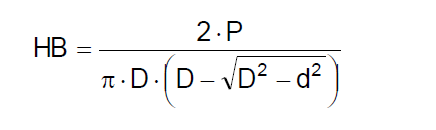 HB = 2·P / (π·D·(D – √(D² – d²)))